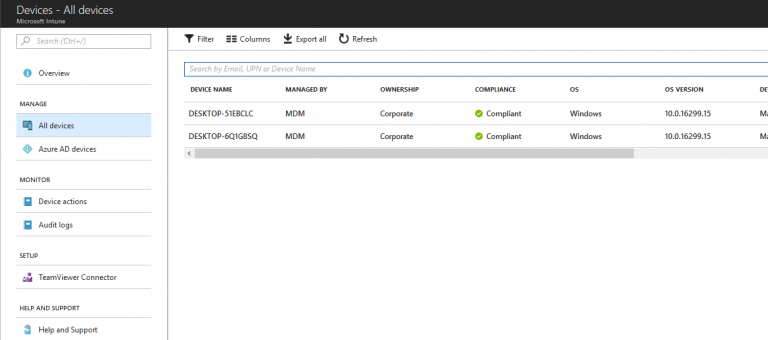 Devices - All devices
Microsoft Intune
Search (Ctrl+/)
Overview
MANAGE
All devices
Azure AD devices
MONITOR
Device actions
Audit logs
SETUP
TeamViewer Connector
HELP AND SUPPORT
Help and Support
Filter Columns Export all Refresh
Search by Email, UPN or Device Name
DEVICE NAME MANAGED BY OWNERSHIP COMPLIANCE OS OS VERSION DE
DESKTOP-51EBCLC MDM Corporate Compliant Windows 10.0.16299.15 Ma
DESKTOP-6Q1G8SQ MDM Corporate Compliant Windows 10.0.16299.15 Ma